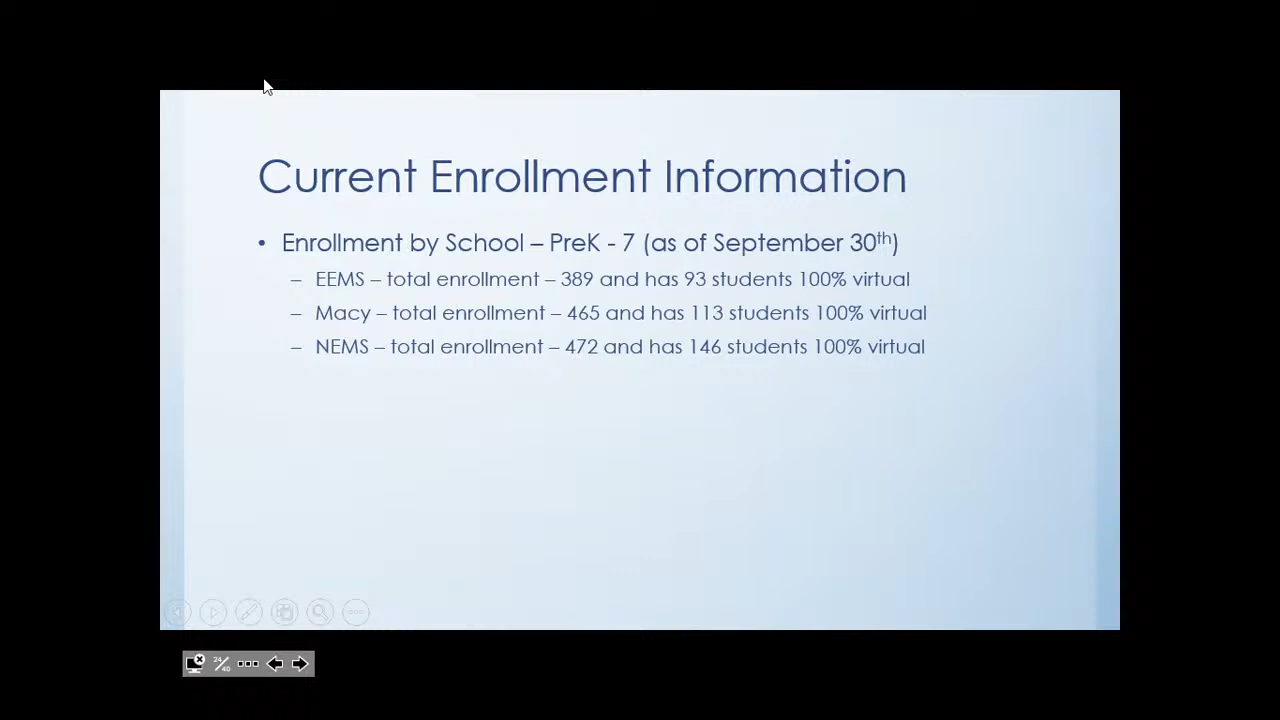 Current Enrollment Information
• Enrollment by School – PreK - 7 (as of September 30th)
– EEMS – total enrollment – 389 and has 93 students 100% virtual
– Macy – total enrollment – 465 and has 113 students 100% virtual
– NEMS – total enrollment – 472 and has 146 students 100% virtual
24/40